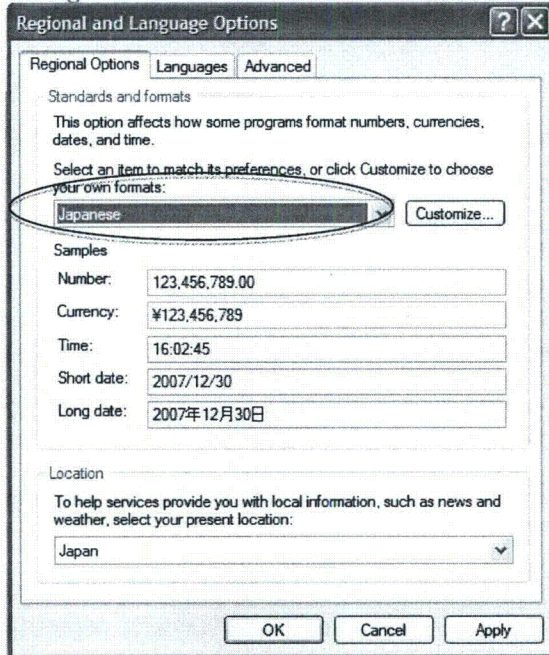 Regional and Language Options
Regional Options Languages Advanced
Standards and formats
This option affects how some programs format numbers, currencies,
dates, and time.
Select an item to match its preferences, or click Customize to choose
your own formats:
Japanese Customize...
Samples
Number: 123,456,789.00
Currency: ¥123,456,789
Time: 16:02:45
Short date: 2007/12/30
Long date: 2007年12月30日
Location
To help services provide you with local information, such as news and
weather, select your present location:
Japan
OK Cancel Apply